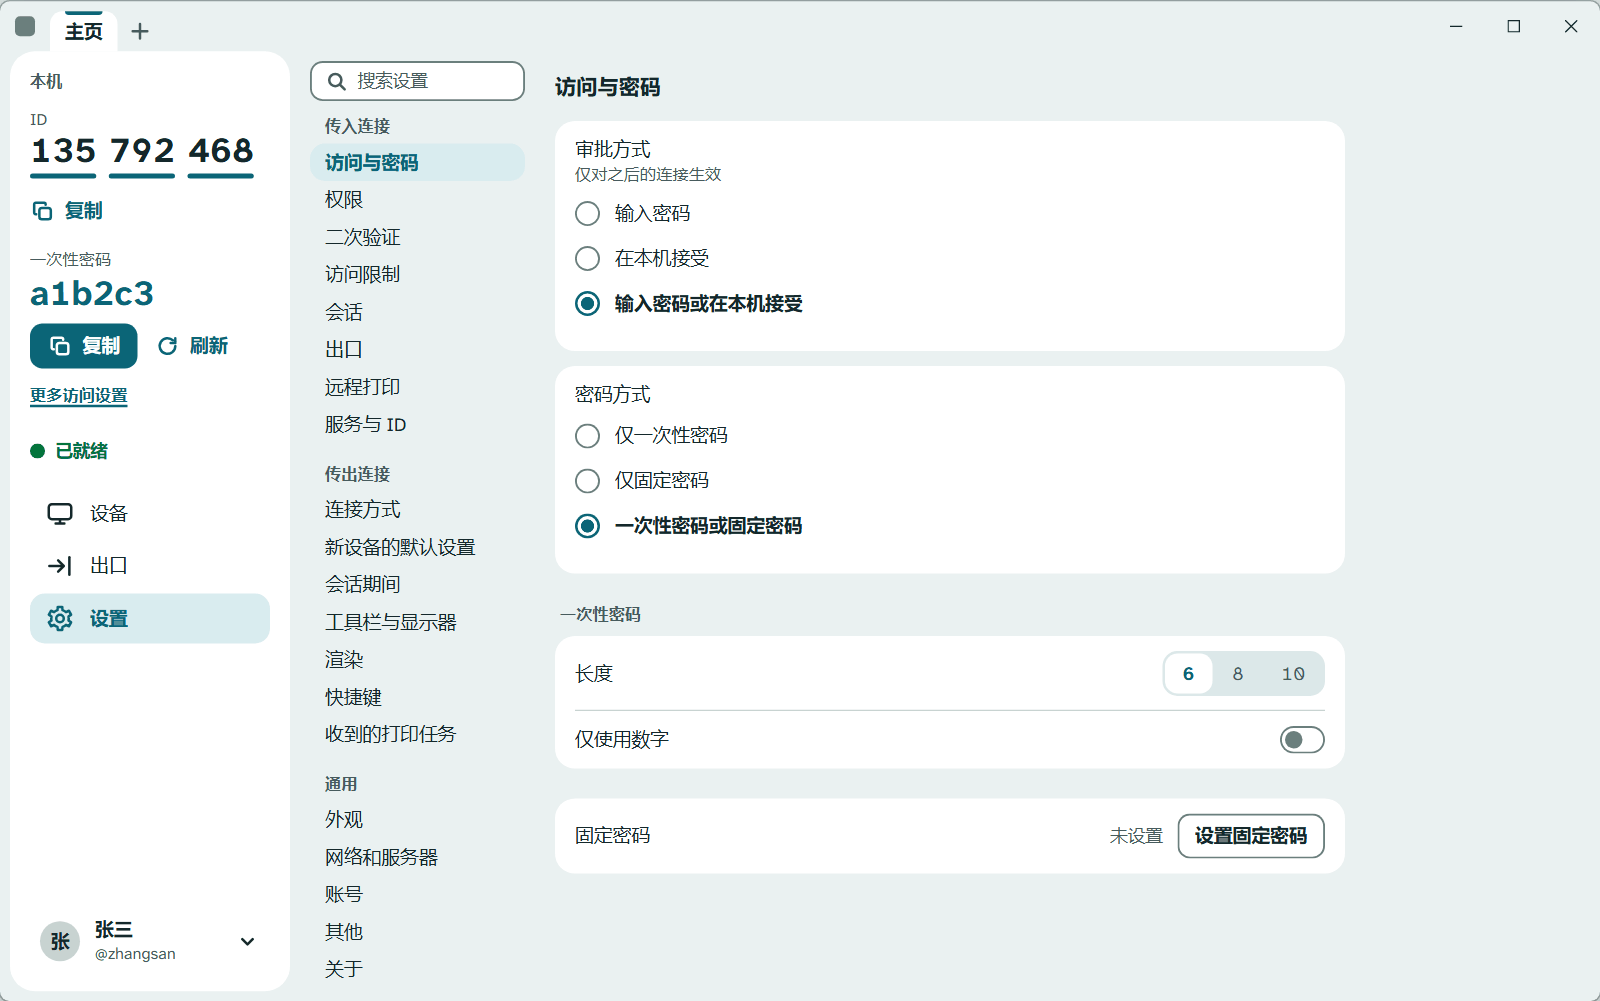 主页
本机
ID
135 792 468
复制
一次性密码
a1b2c3
复制
刷新
更多访问设置
已就绪
设备
出口
设置
张
张三
@zhangsan
搜索设置
传入连接
访问与密码
权限
二次验证
访问限制
会话
出口
远程打印
服务与 ID
传出连接
连接方式
新设备的默认设置
会话期间
工具栏与显示器
渲染
快捷键
收到的打印任务
通用
外观
网络和服务器
账号
其他
关于
访问与密码
审批方式
仅对之后的连接生效
输入密码
在本机接受
输入密码或在本机接受
密码方式
仅一次性密码
仅固定密码
一次性密码或固定密码
一次性密码
长度
6 8 10
仅使用数字
固定密码
未设置
设置固定密码